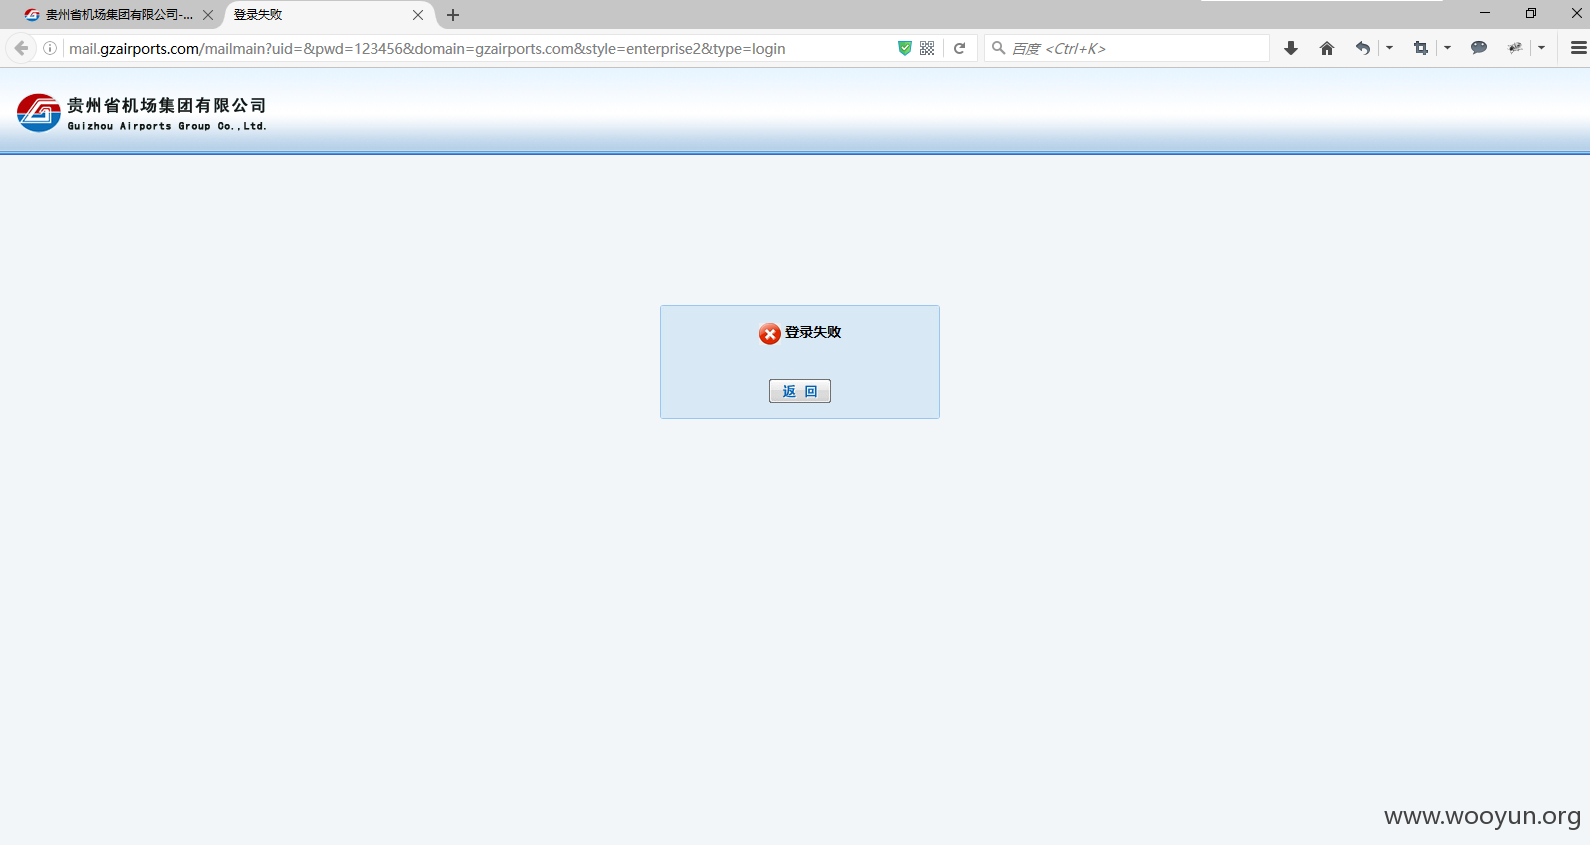 贵州省机场集团有限公司-...
登录失败
mail.gzairports.com/mailmain?uid=&pwd=123456&domain=gzairports.com&style=enterprise2&type=login
百度 <Ctrl+K>
贵州省机场集团有限公司
Guizhou Airports Group Co.,Ltd.
登录失败
返 回
www.wooyun.org